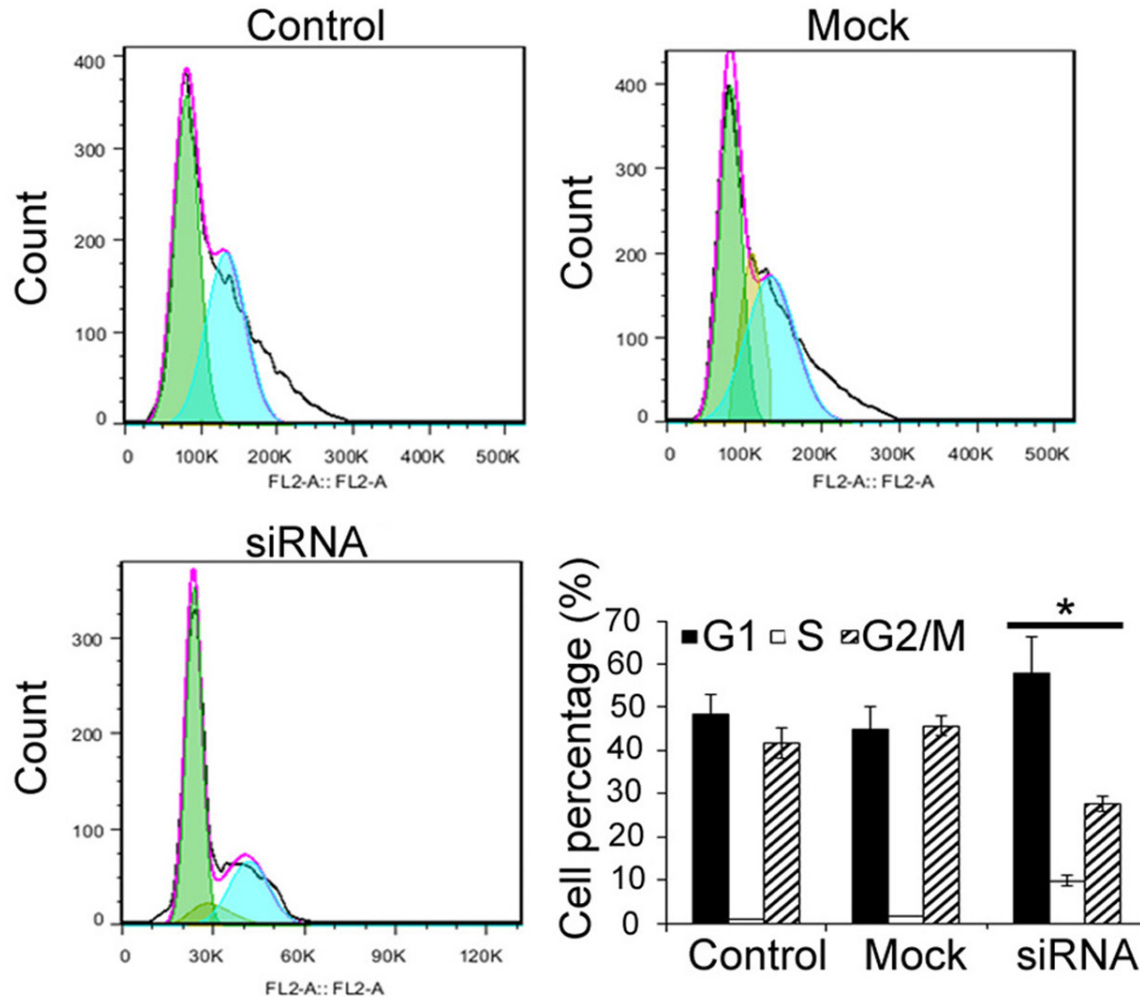 Control
Count
400
300
200
100
0
0 100K 200K 300K 400K 500K
FL2-A:: FL2-A
Mock
Count
400
300
200
100
0
0 100K 200K 300K 400K 500K
FL2-A:: FL2-A
siRNA
Count
300
200
100
0
0 30K 60K 90K 120K
FL2-A:: FL2-A
Cell percentage (%)
70
60
50
40
30
20
10
0
G1 S G2/M
*
Control Mock siRNA